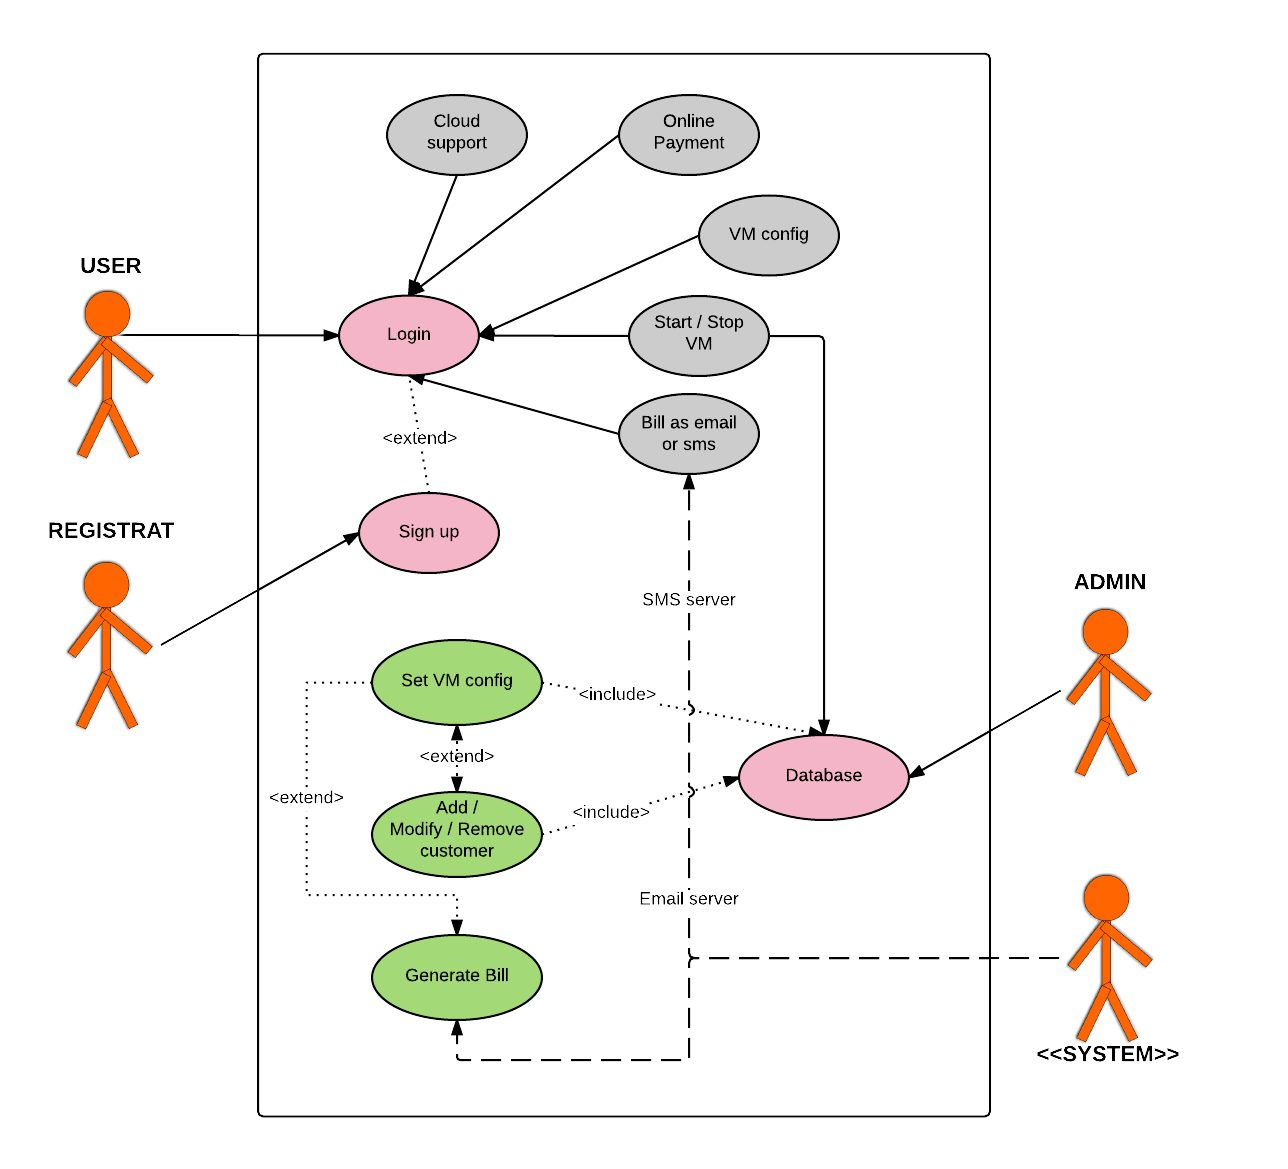 Cloud
support
Online
Payment
VM config
USER
Login
Start / Stop
VM
Bill as email
or sms
<extend>
REGISTRAT
Sign up
ADMIN
SMS server
Set VM config
<include>
<extend>
Database
<extend>
Add /
Modify / Remove
customer
<include>
Email server
Generate Bill
<<SYSTEM>>